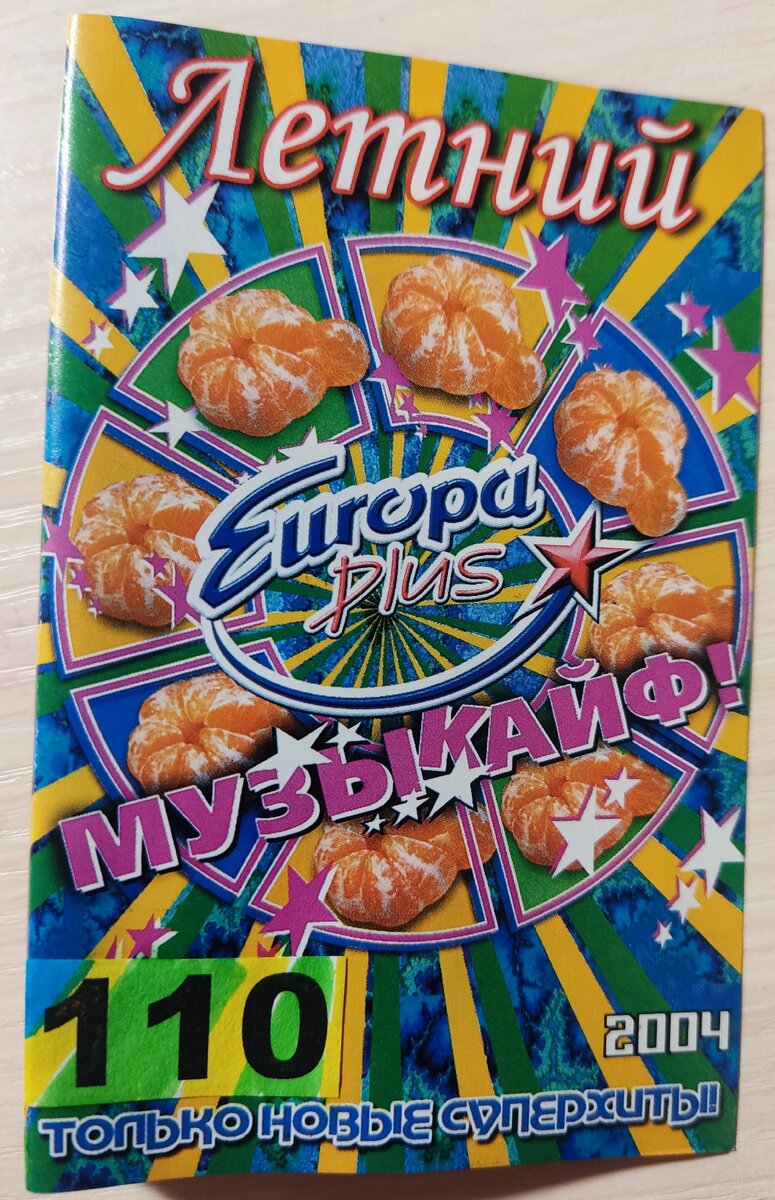 Летний
Europa
plus
МУЗЫКАЙФ!
110
2004
ТОЛЬКО НОВЫЕ СУПЕРХИТЫ!!